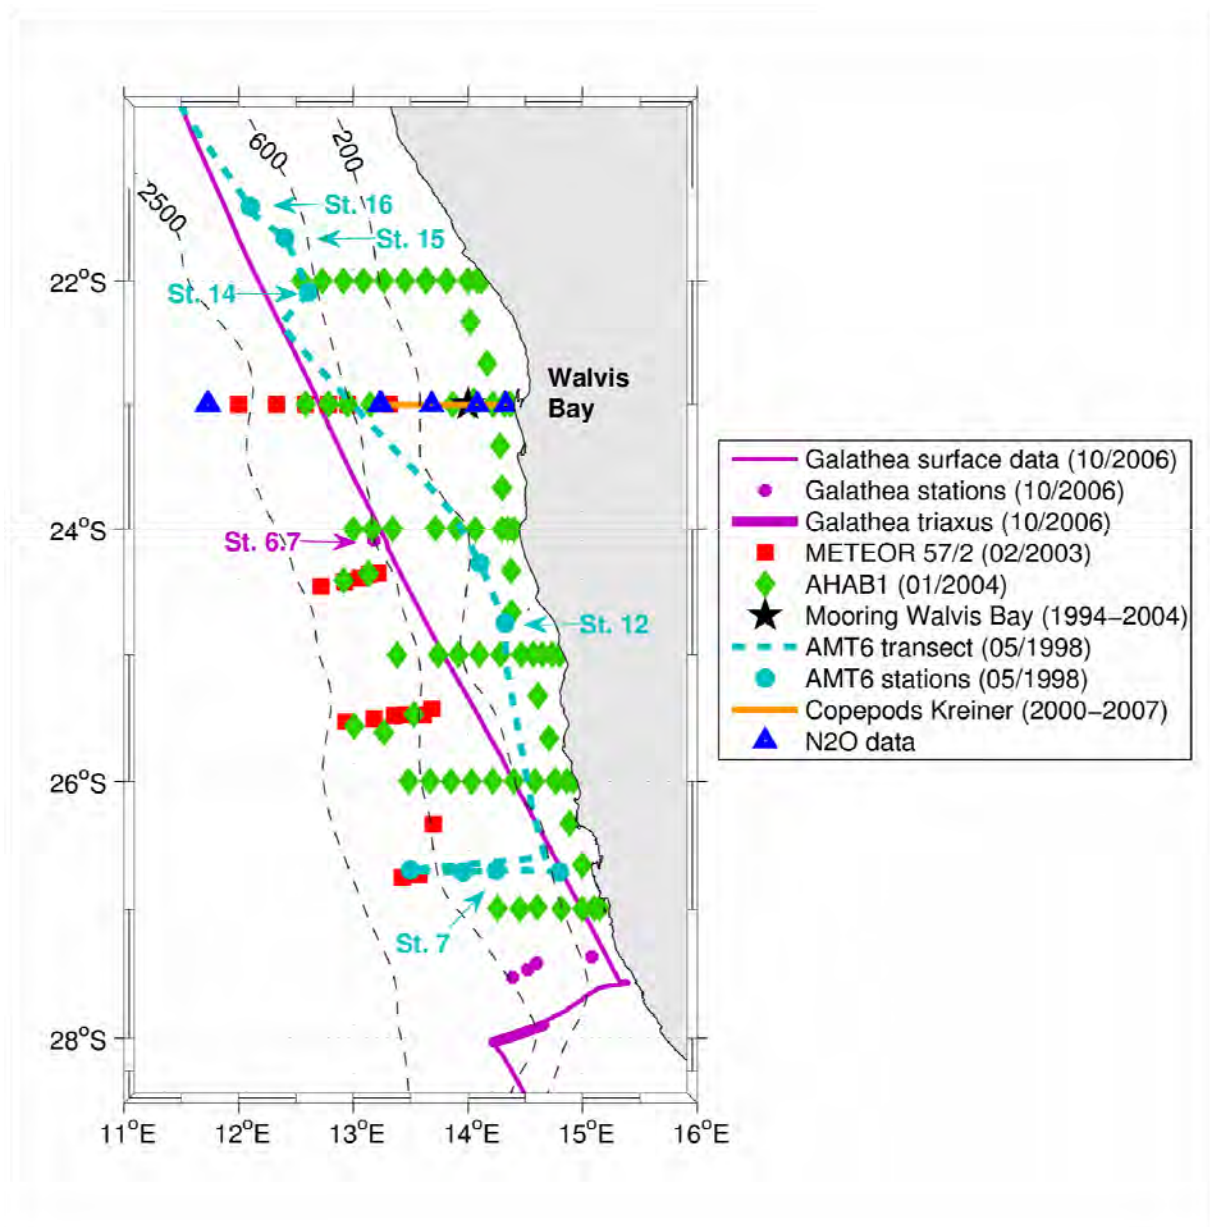 600
200
2500
St. 16
St. 15
22°S
St. 14
Walvis
Bay
24°S
St. 6.7
St. 12
26°S
St. 7
28°S
11°E 12°E 13°E 14°E 15°E 16°E
Galathea surface data (10/2006)
Galathea stations (10/2006)
Galathea triaxus (10/2006)
METEOR 57/2 (02/2003)
AHAB1 (01/2004)
Mooring Walvis Bay (1994−2004)
AMT6 transect (05/1998)
AMT6 stations (05/1998)
Copepods Kreiner (2000−2007)
N2O data